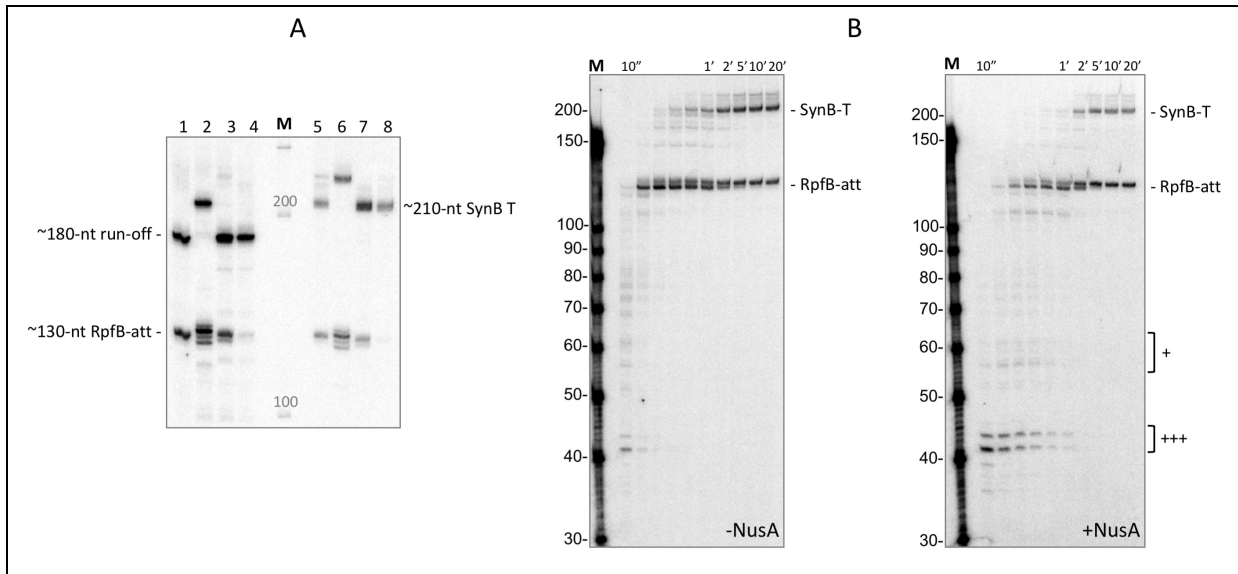 A
B
1 2 3 4 M 5 6 7 8
200
100
~180-nt run-off -
~130-nt RpfB-att -
~210-nt SynB T
M 10” 1’ 2’ 5’ 10’ 20’
200-
150-
100-
90-
80-
70-
60-
50-
40-
30-
- SynB-T
- RpfB-att
-NusA
M 10” 1’ 2’ 5’ 10’ 20’
200-
150-
100-
90-
80-
70-
60-
50-
40-
30-
- SynB-T
- RpfB-att
+
+++
+NusA